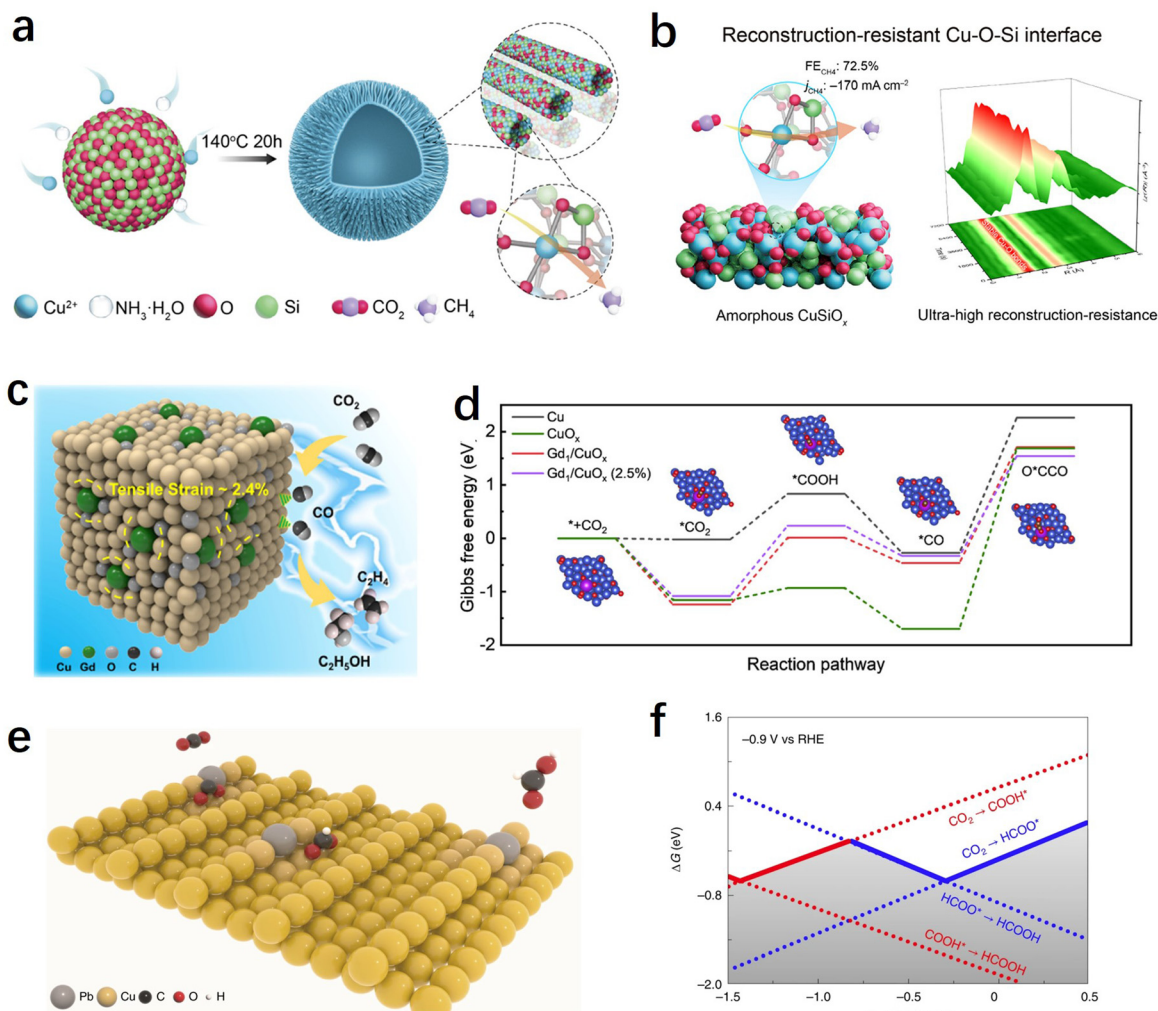 a
140°C 20h
Cu²⁺ NH₃·H₂O O Si CO₂ CH₄
b
Reconstruction-resistant Cu-O-Si interface
FE_CH4: 72.5%
j_CH4: –170 mA cm⁻²
R (Å)
Amorphous CuSiOₓ
Ultra-high reconstruction-resistance
c
CO₂
Tensile Strain ~ 2.4%
CO
C₂H₄
C₂H₅OH
Cu Gd O C H
d
Gibbs free energy (eV)
2
1
0
-1
-2
Cu
CuOₓ
Gd₁/CuOₓ
Gd₁/CuOₓ (2.5%)
*+CO₂
*CO₂
*COOH
*CO
O*CCO
Reaction pathway
e
Pb Cu C O H
f
–0.9 V vs RHE
ΔG (eV)
1.6
0.4
–0.8
–2.0
CO₂ → COOH*
CO₂ → HCOO*
HCOO* → HCOOH
COOH* → HCOOH
–1.5 –1.0 –0.5 0 0.5